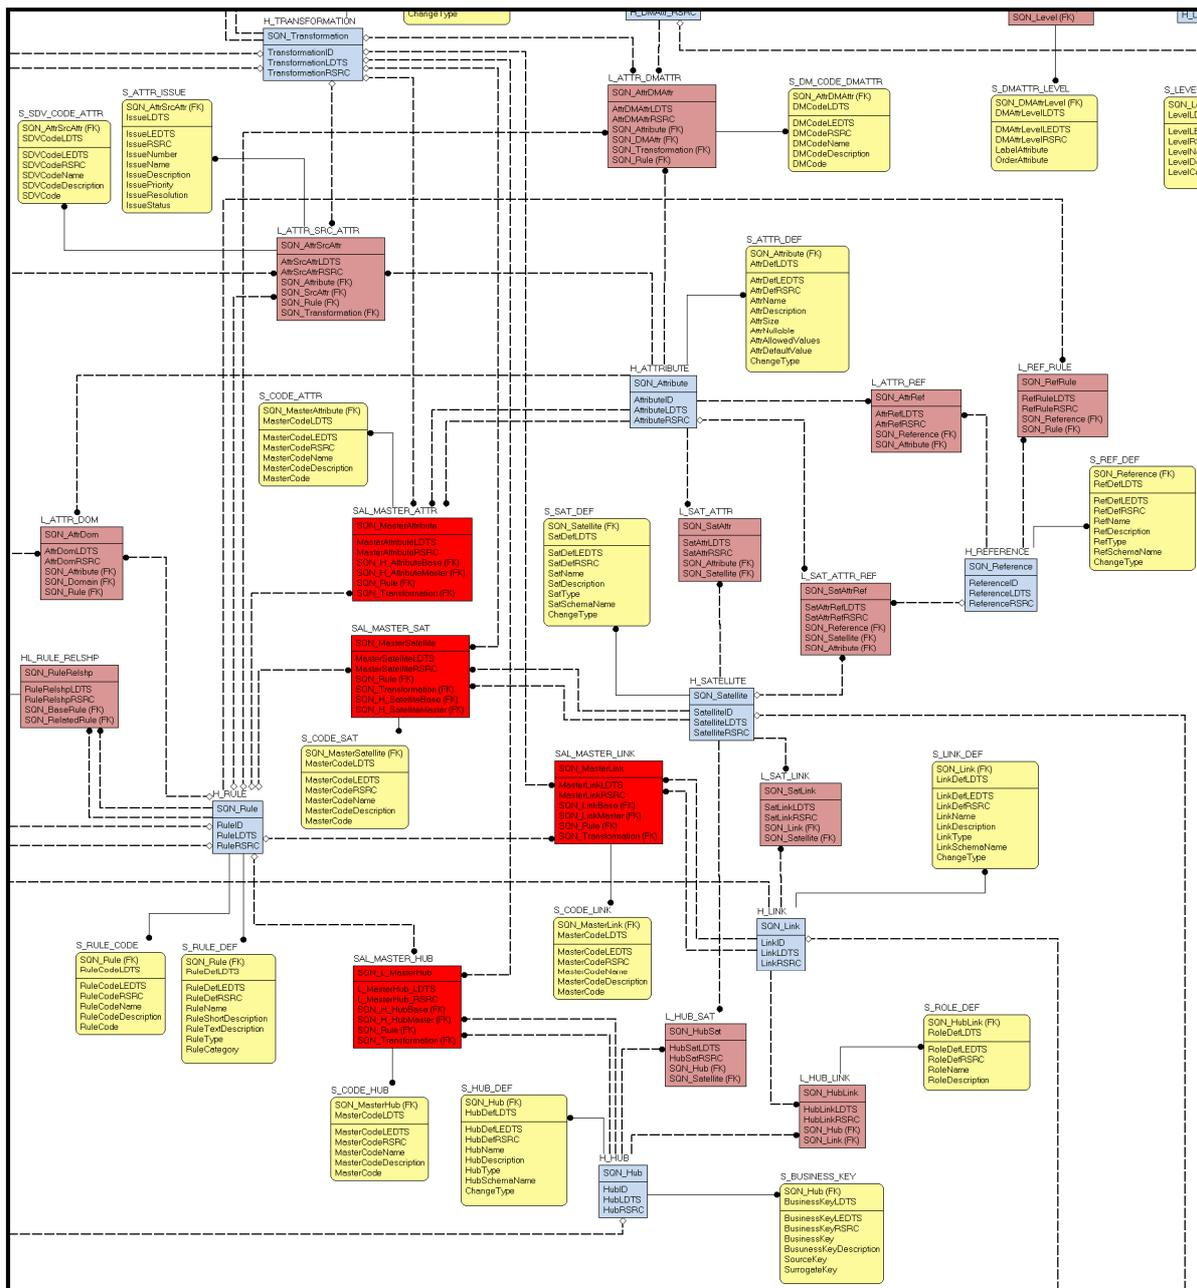 H_TRANSFORMATION
SQN_Transformation
TransformationID
TransformationLDTS
TransformationRSRC
ChangeType
H_DMAttr_RSRC
SQN_Level (FK)
S_SDV_CODE_ATTR
SQN_AttrSrcAttr (FK)
SDVCodeLDTS
SDVCodeLEDTS
SDVCodeRSRC
SDVCodeName
SDVCodeDescription
SDVCode
S_ATTR_ISSUE
SQN_AttrSrcAttr (FK)
IssueLDTS
IssueLEDTS
IssueRSRC
IssueNumber
IssueName
IssueDescription
IssuePriority
IssueResolution
IssueStatus
L_ATTR_DMATTR
SQN_AttrDMAttr
AttrDMAttrLDTS
AttrDMAttrRSRC
SQN_Attribute (FK)
SQN_DMAttr (FK)
SQN_Transformation (FK)
SQN_Rule (FK)
S_DM_CODE_DMATTR
SQN_AttrDMAttr (FK)
DMCodeLDTS
DMCodeLEDTS
DMCodeRSRC
DMCodeName
DMCodeDescription
DMCode
S_DMATTR_LEVEL
SQN_DMAttrLevel (FK)
DMAttrLevelLDTS
DMAttrLevelLEDTS
DMAttrLevelRSRC
LabelAttribute
OrderAttribute
L_ATTR_SRC_ATTR
SQN_AttrSrcAttr
AttrSrcAttrLDTS
AttrSrcAttrRSRC
SQN_Attribute (FK)
SQN_SrcAttr (FK)
SQN_Rule (FK)
SQN_Transformation (FK)
S_ATTR_DEF
SQN_Attribute (FK)
AttrDefLDTS
AttrDefLEDTS
AttrDefRSRC
AttrName
AttrDescription
AttrSize
AttrNullable
AttrAllowedValues
AttrDefaultValue
ChangeType
H_ATTRIBUTE
SQN_Attribute
AttributeID
AttributeLDTS
AttributeRSRC
L_ATTR_REF
SQN_AttrRef
AttrRefLDTS
AttrRefRSRC
SQN_Reference (FK)
SQN_Attribute (FK)
L_REF_RULE
SQN_RefRule
RefRuleLDTS
RefRuleRSRC
SQN_Reference (FK)
SQN_Rule (FK)
S_CODE_ATTR
SQN_MasterAttribute (FK)
MasterCodeLDTS
MasterCodeLEDTS
MasterCodeRSRC
MasterCodeName
MasterCodeDescription
MasterCode
S_REF_DEF
SQN_Reference (FK)
RefDefLDTS
RefDefLEDTS
RefDefRSRC
RefName
RefDescription
RefType
RefSchemaName
ChangeType
L_ATTR_DOM
SQN_AttrDom
AttrDomLDTS
AttrDomRSRC
SQN_Attribute (FK)
SQN_Domain (FK)
SQN_Rule (FK)
SAL_MASTER_ATTR
SQN_MasterAttribute
MasterAttributeLDTS
MasterAttributeRSRC
SQN_H_AttributeBase (FK)
SQN_H_AttributeMaster (FK)
SQN_Rule (FK)
SQN_Transformation (FK)
S_SAT_DEF
SQN_Satellite (FK)
SatDefLDTS
SatDefLEDTS
SatDefRSRC
SatName
SatDescription
SatType
SatSchemaName
ChangeType
L_SAT_ATTR
SQN_SatAttr
SatAttrLDTS
SatAttrRSRC
SQN_Attribute (FK)
SQN_Satellite (FK)
H_REFERENCE
SQN_Reference
ReferenceID
ReferenceLDTS
ReferenceRSRC
L_SAT_ATTR_REF
SQN_SatAttrRef
SatAttrRefLDTS
SatAttrRefRSRC
SQN_Reference (FK)
SQN_Satellite (FK)
SQN_Attribute (FK)
HL_RULE_RELSHP
SQN_RuleRelshp
RuleRelshpLDTS
RuleRelshpRSRC
SQN_BaseRule (FK)
SQN_RelatedRule (FK)
SAL_MASTER_SAT
SQN_MasterSatellite
MasterSatelliteLDTS
MasterSatelliteRSRC
SQN_Rule (FK)
SQN_Transformation (FK)
SQN_H_SatelliteBase (FK)
SQN_H_SatelliteMaster (FK)
H_SATELLITE
SQN_Satellite
SatelliteID
SatelliteLDTS
SatelliteRSRC
S_CODE_SAT
SQN_MasterSatellite (FK)
MasterCodeLDTS
MasterCodeLEDTS
MasterCodeRSRC
MasterCodeName
MasterCodeDescription
MasterCode
SAL_MASTER_LINK
SQN_MasterLink
MasterLinkLDTS
MasterLinkRSRC
SQN_LinkBase (FK)
SQN_LinkMaster (FK)
SQN_Rule (FK)
SQN_Transformation (FK)
L_SAT_LINK
SQN_SatLink
SatLinkLDTS
SatLinkRSRC
SQN_Link (FK)
SQN_Satellite (FK)
S_LINK_DEF
SQN_Link (FK)
LinkDefLDTS
LinkDefLEDTS
LinkDefRSRC
LinkName
LinkDescription
LinkType
LinkSchemaName
ChangeType
H_RULE
SQN_Rule
RuleID
RuleLDTS
RuleRSRC
S_CODE_LINK
SQN_MasterLink (FK)
MasterCodeLDTS
MasterCodeLEDTS
MasterCodeRSRC
MasterCodeName
MasterCodeDescription
MasterCode
H_LINK
SQN_Link
LinkID
LinkLDTS
LinkRSRC
S_RULE_CODE
SQN_Rule (FK)
RuleCodeLDTS
RuleCodeLEDTS
RuleCodeRSRC
RuleCodeName
RuleCodeDescription
RuleCode
S_RULE_DEF
SQN_Rule (FK)
RuleDefLDTS
RuleDefLEDTS
RuleDefRSRC
RuleName
RuleShortDescription
RuleTextDescription
RuleType
RuleCategory
SAL_MASTER_HUB
SQN_L_MasterHub
L_MasterHub_LDTS
L_MasterHub_RSRC
SQN_H_HubBase (FK)
SQN_H_HubMaster (FK)
SQN_Rule (FK)
SQN_Transformation (FK)
L_HUB_SAT
SQN_HubSat
HubSatLDTS
HubSatRSRC
SQN_Hub (FK)
SQN_Satellite (FK)
S_ROLE_DEF
SQN_HubLink (FK)
RoleDefLDTS
RoleDefLEDTS
RoleDefRSRC
RoleName
RoleDescription
L_HUB_LINK
SQN_HubLink
HubLinkLDTS
HubLinkRSRC
SQN_Hub (FK)
SQN_Link (FK)
S_CODE_HUB
SQN_MasterHub (FK)
MasterCodeLDTS
MasterCodeLEDTS
MasterCodeRSRC
MasterCodeName
MasterCodeDescription
MasterCode
S_HUB_DEF
SQN_Hub (FK)
HubDefLDTS
HubDefLEDTS
HubDefRSRC
HubName
HubDescription
HubType
HubSchemaName
ChangeType
H_HUB
SQN_Hub
HubID
HubLDTS
HubRSRC
S_BUSINESS_KEY
SQN_Hub (FK)
BusinessKeyLDTS
BusinessKeyLEDTS
BusinessKeyRSRC
BusinessKey
BusunessKeyDescription
SourceKey
SurrogateKey